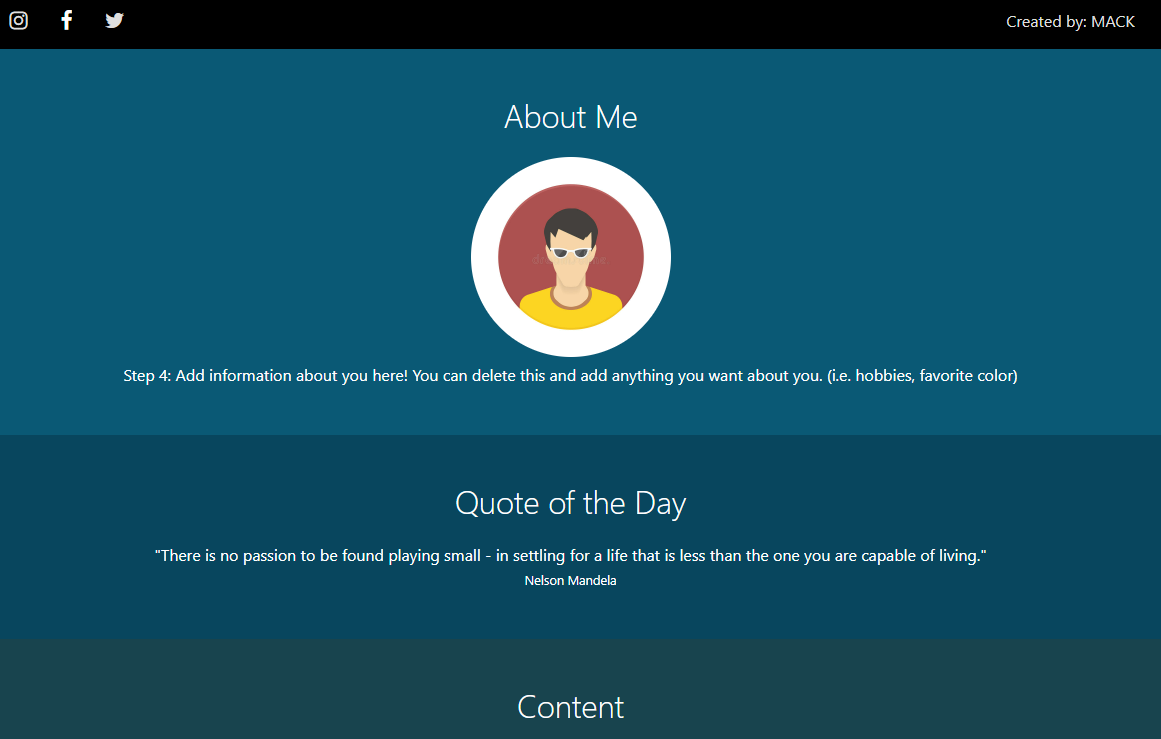 Created by: MACK
About Me
Step 4: Add information about you here! You can delete this and add anything you want about you. (i.e. hobbies, favorite color)
Quote of the Day
"There is no passion to be found playing small - in settling for a life that is less than the one you are capable of living."
Nelson Mandela
Content